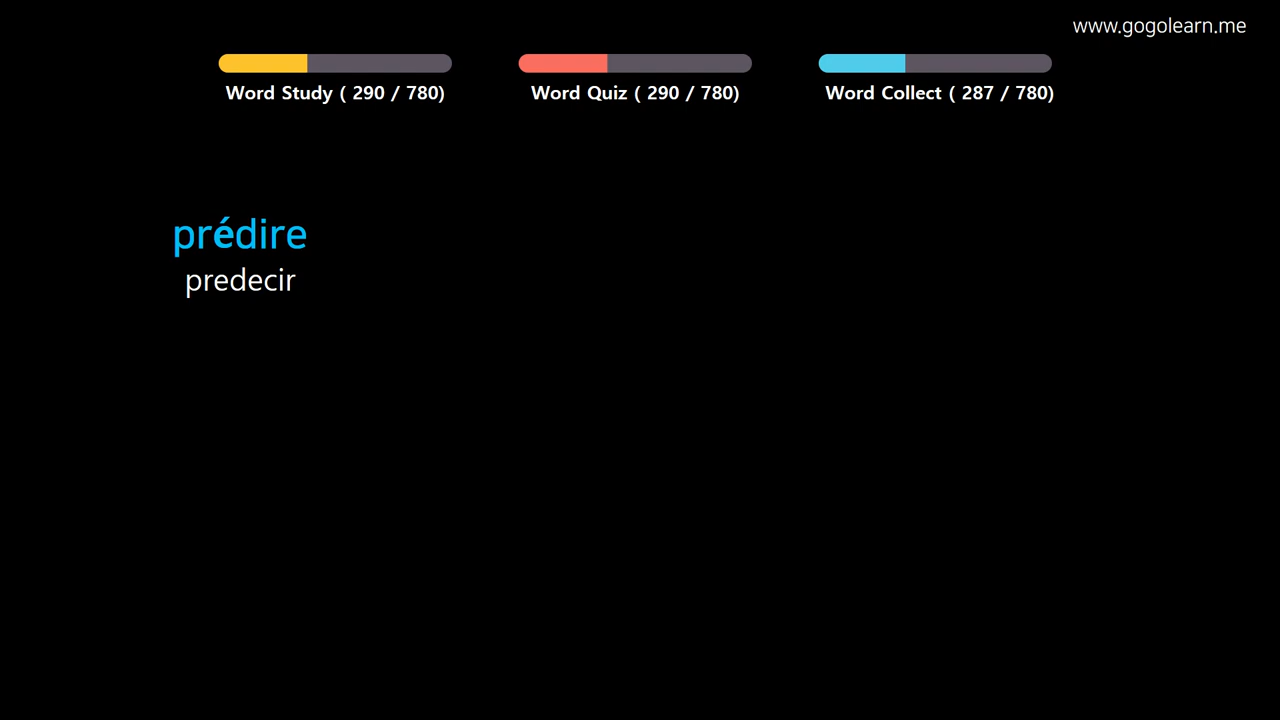 www.gogolearn.me
Word Study ( 290 / 780)
Word Quiz ( 290 / 780)
Word Collect ( 287 / 780)
prédire
predecir